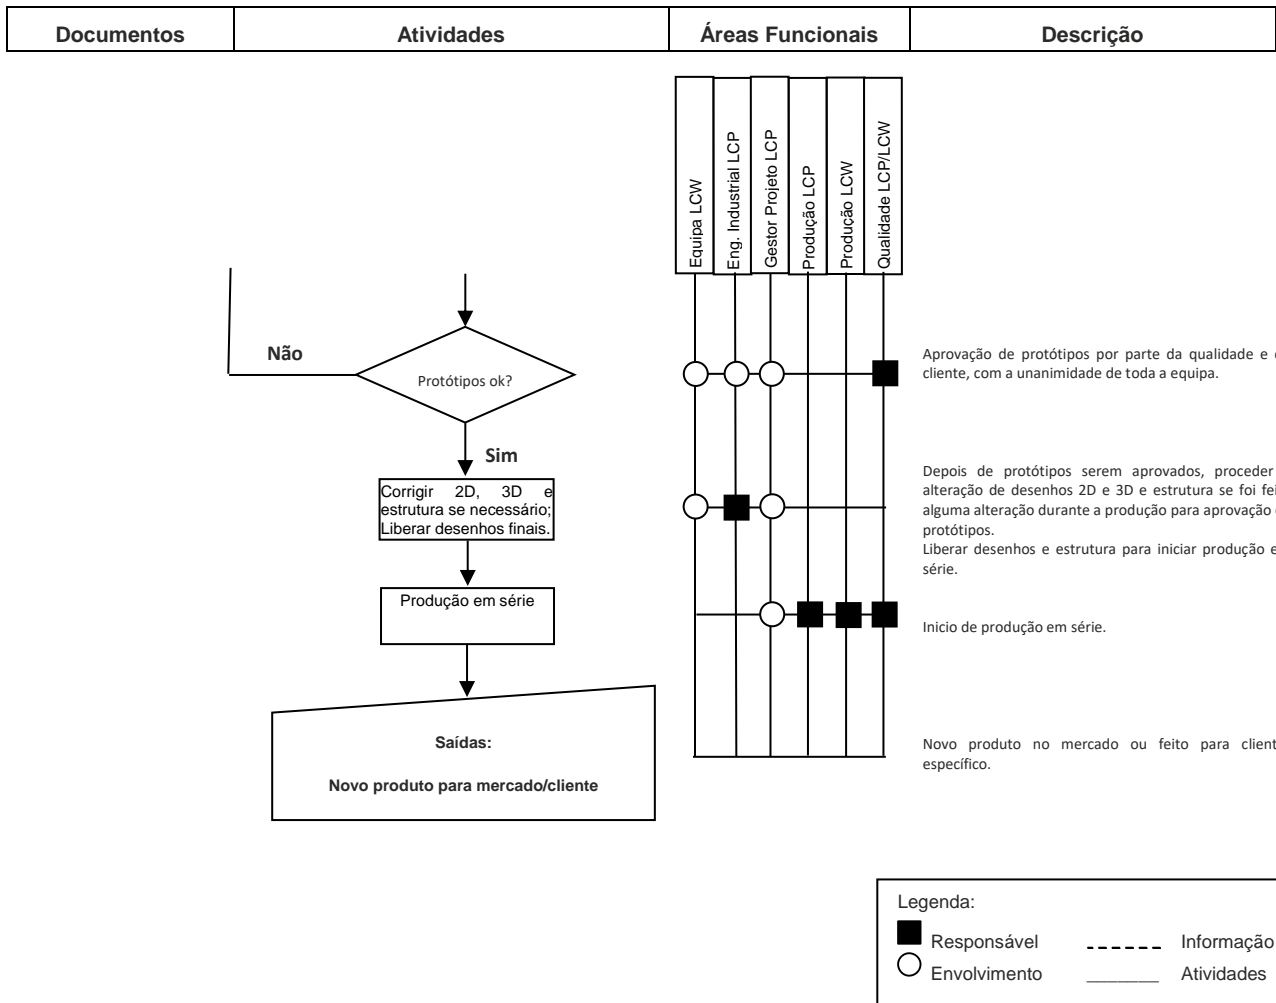 Documentos
Atividades
Áreas Funcionais
Descrição
Equipa LCW
Eng. Industrial LCP
Gestor Projeto LCP
Produção LCP
Produção LCW
Qualidade LCP/LCW
Não
Protótipos ok?
Aprovação de protótipos por parte da qualidade e
cliente, com a unanimidade de toda a equipa.
Sim
Corrigir 2D, 3D e
estrutura se necessário;
Liberar desenhos finais.
Depois de protótipos serem aprovados, proceder
alteração de desenhos 2D e 3D e estrutura se foi
alguma alteração durante a produção para aprovação
protótipos.
Liberar desenhos e estrutura para iniciar produção
série.
Produção em série
Inicio de produção em série.
Saídas:
Novo produto para mercado/cliente
Novo produto no mercado ou feito para
específico.
Legenda:
Responsável
Informação
Envolvimento
Atividades